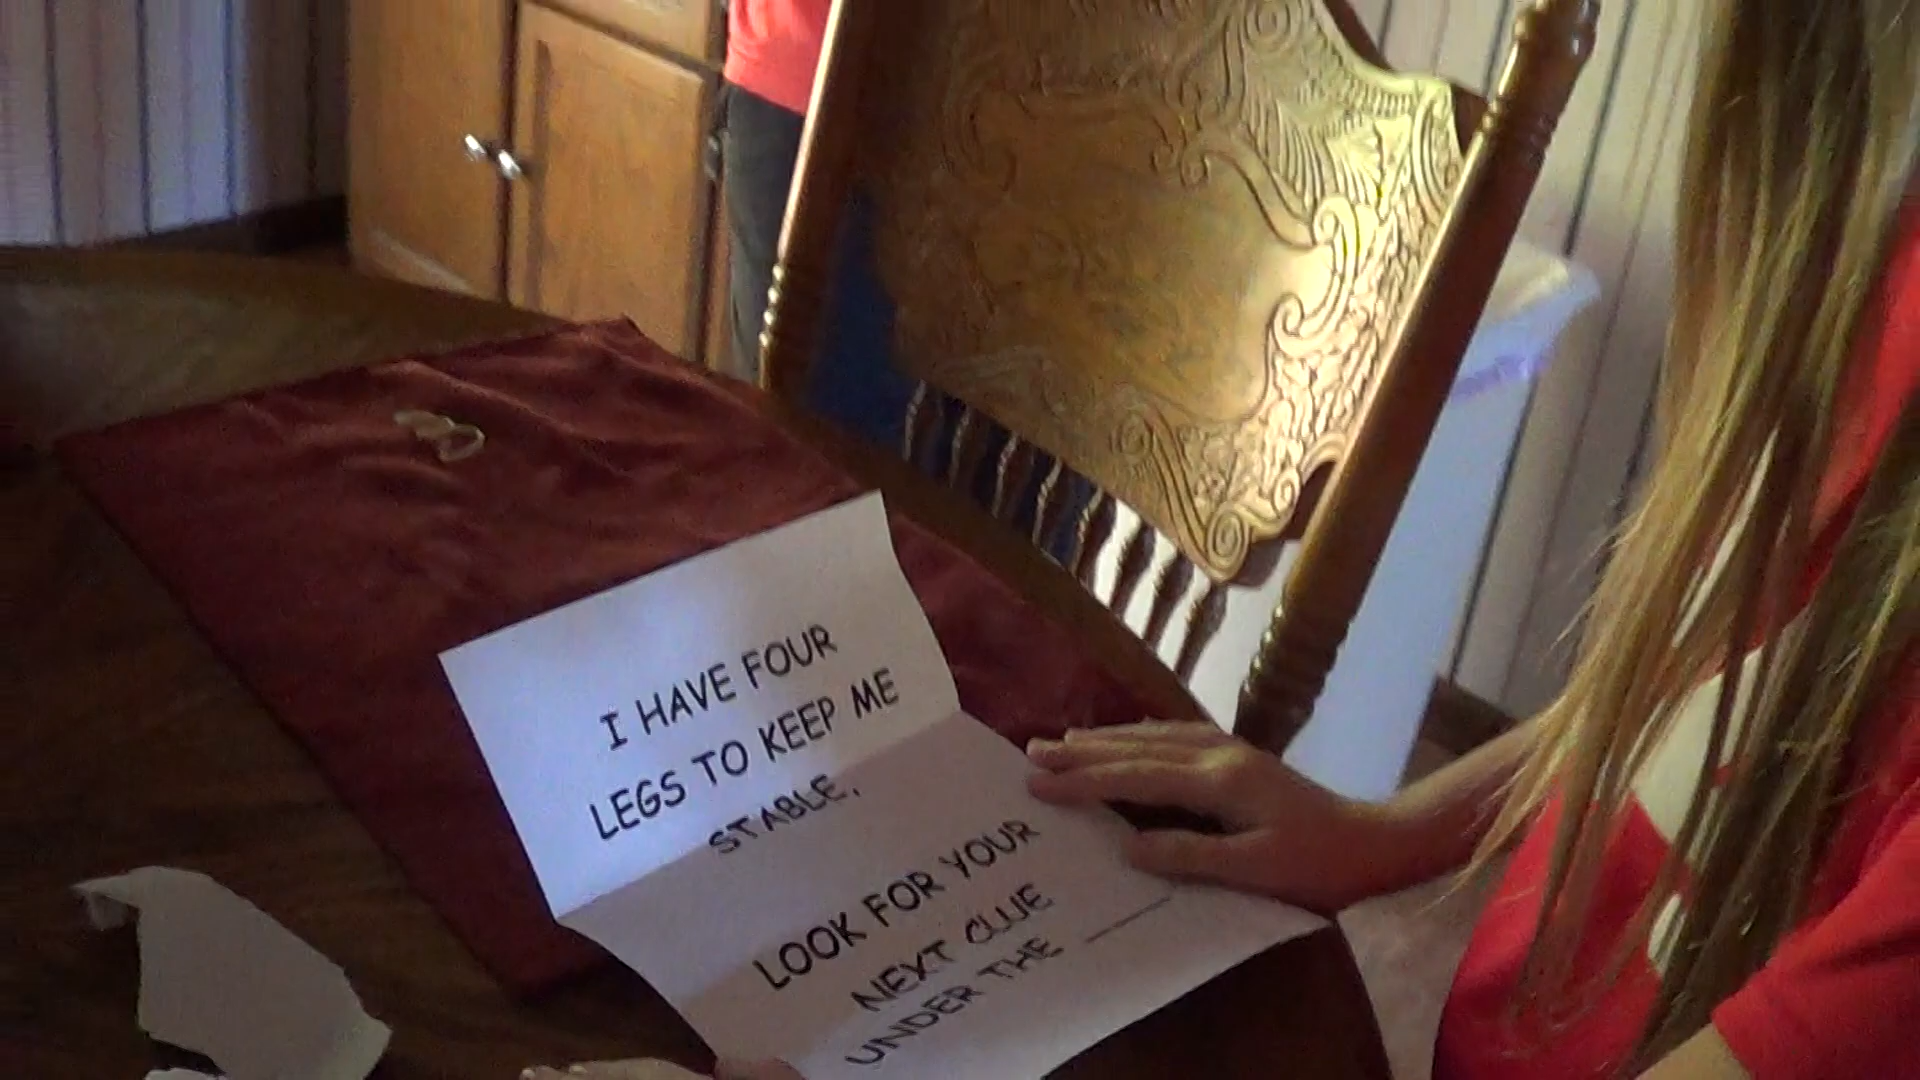 I HAVE FOUR
LEGS TO KEEP ME
STABLE,
LOOK FOR YOUR
NEXT CLUE
UNDER THE ____